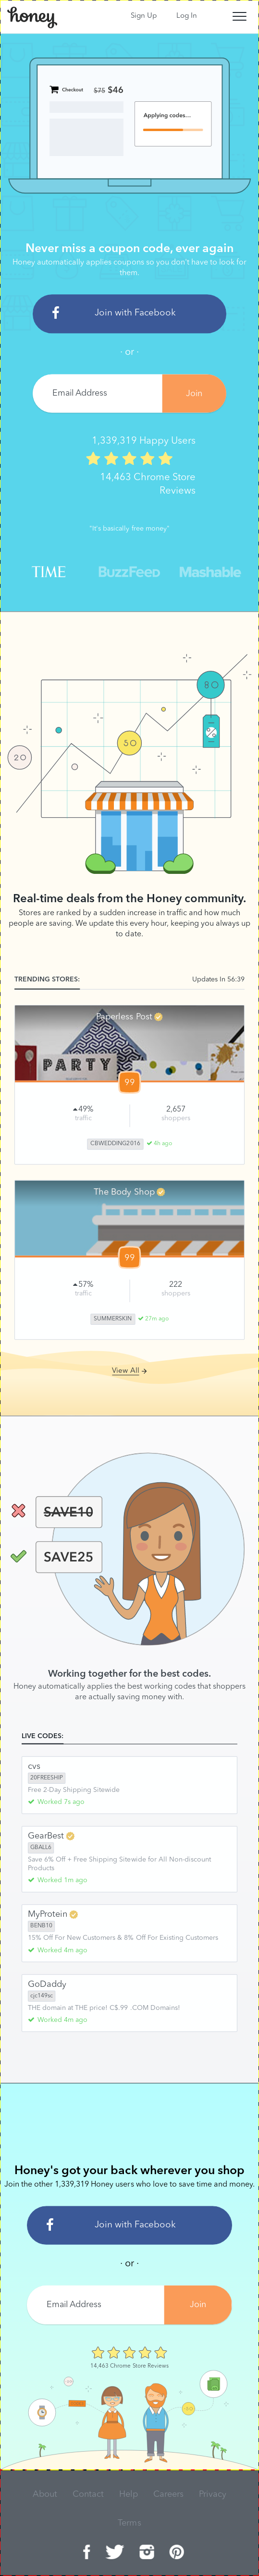 honey
Sign Up Log In
Checkout $75 $46
Applying codes...
Never miss a coupon code, ever again
Honey automatically applies coupons so you don't have to look for
them.
Join with Facebook
· or ·
Email Address Join
1,339,319 Happy Users
14,463 Chrome Store
Reviews
"It's basically free money"
TIME BuzzFeed Mashable
80
50
20
%
Real-time deals from the Honey community.
Stores are ranked by a sudden increase in traffic and how much
people are saving. We update this every hour, keeping you always up
to date.
TRENDING STORES: Updates In 56:39
Paperless Post
PARTY
99
49% 2,657
traffic shoppers
CBWEDDING2016 4h ago
The Body Shop
99
57% 222
traffic shoppers
SUMMERSKIN 27m ago
View All
SAVE10
SAVE25
Working together for the best codes.
Honey automatically applies the best working codes that shoppers
are actually saving money with.
LIVE CODES:
CVS
20FREESHIP
Free 2-Day Shipping Sitewide
Worked 7s ago
GearBest
GBALL6
Save 6% Off + Free Shipping Sitewide for All Non-discount
Products
Worked 1m ago
MyProtein
BENB10
15% Off For New Customers & 8% Off For Existing Customers
Worked 4m ago
GoDaddy
cjc149sc
THE domain at THE price! C$.99 .COM Domains!
Worked 4m ago
Honey's got your back wherever you shop
Join the other 1,339,319 Honey users who love to save time and money.
Join with Facebook
· or ·
Email Address Join
14,463 Chrome Store Reviews
About Contact Help Careers Privacy
Terms